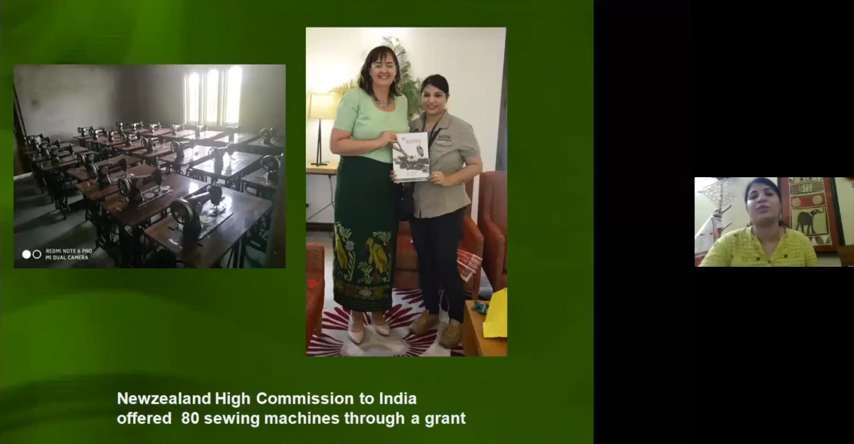 REDMI NOTE 6 PRO
MI DUAL CAMERA
Newzealand High Commission to India
offered 80 sewing machines through a grant